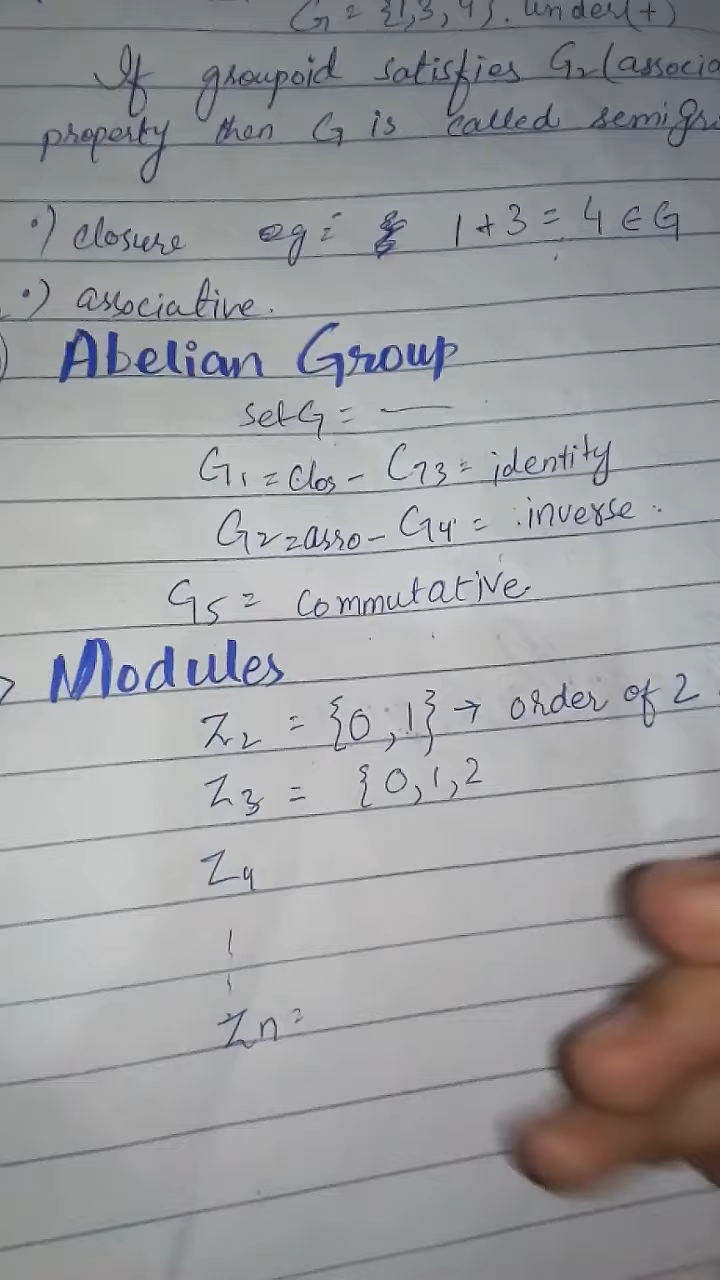 G = {1,3,4}. under(+)
If groupoid satisfies G2 (associa
property then G is called semigr
•) closure eg: 1 + 3 = 4 ∈ G
•) associative.
) Abelian Group
set G = —
G1 = clos - G3 = identity
G2 = asso - G4 = inverse
G5 = Commutative
> Modules
Z2 = {0,1} → order of 2
Z3 = {0,1,2
Z4
Zn =